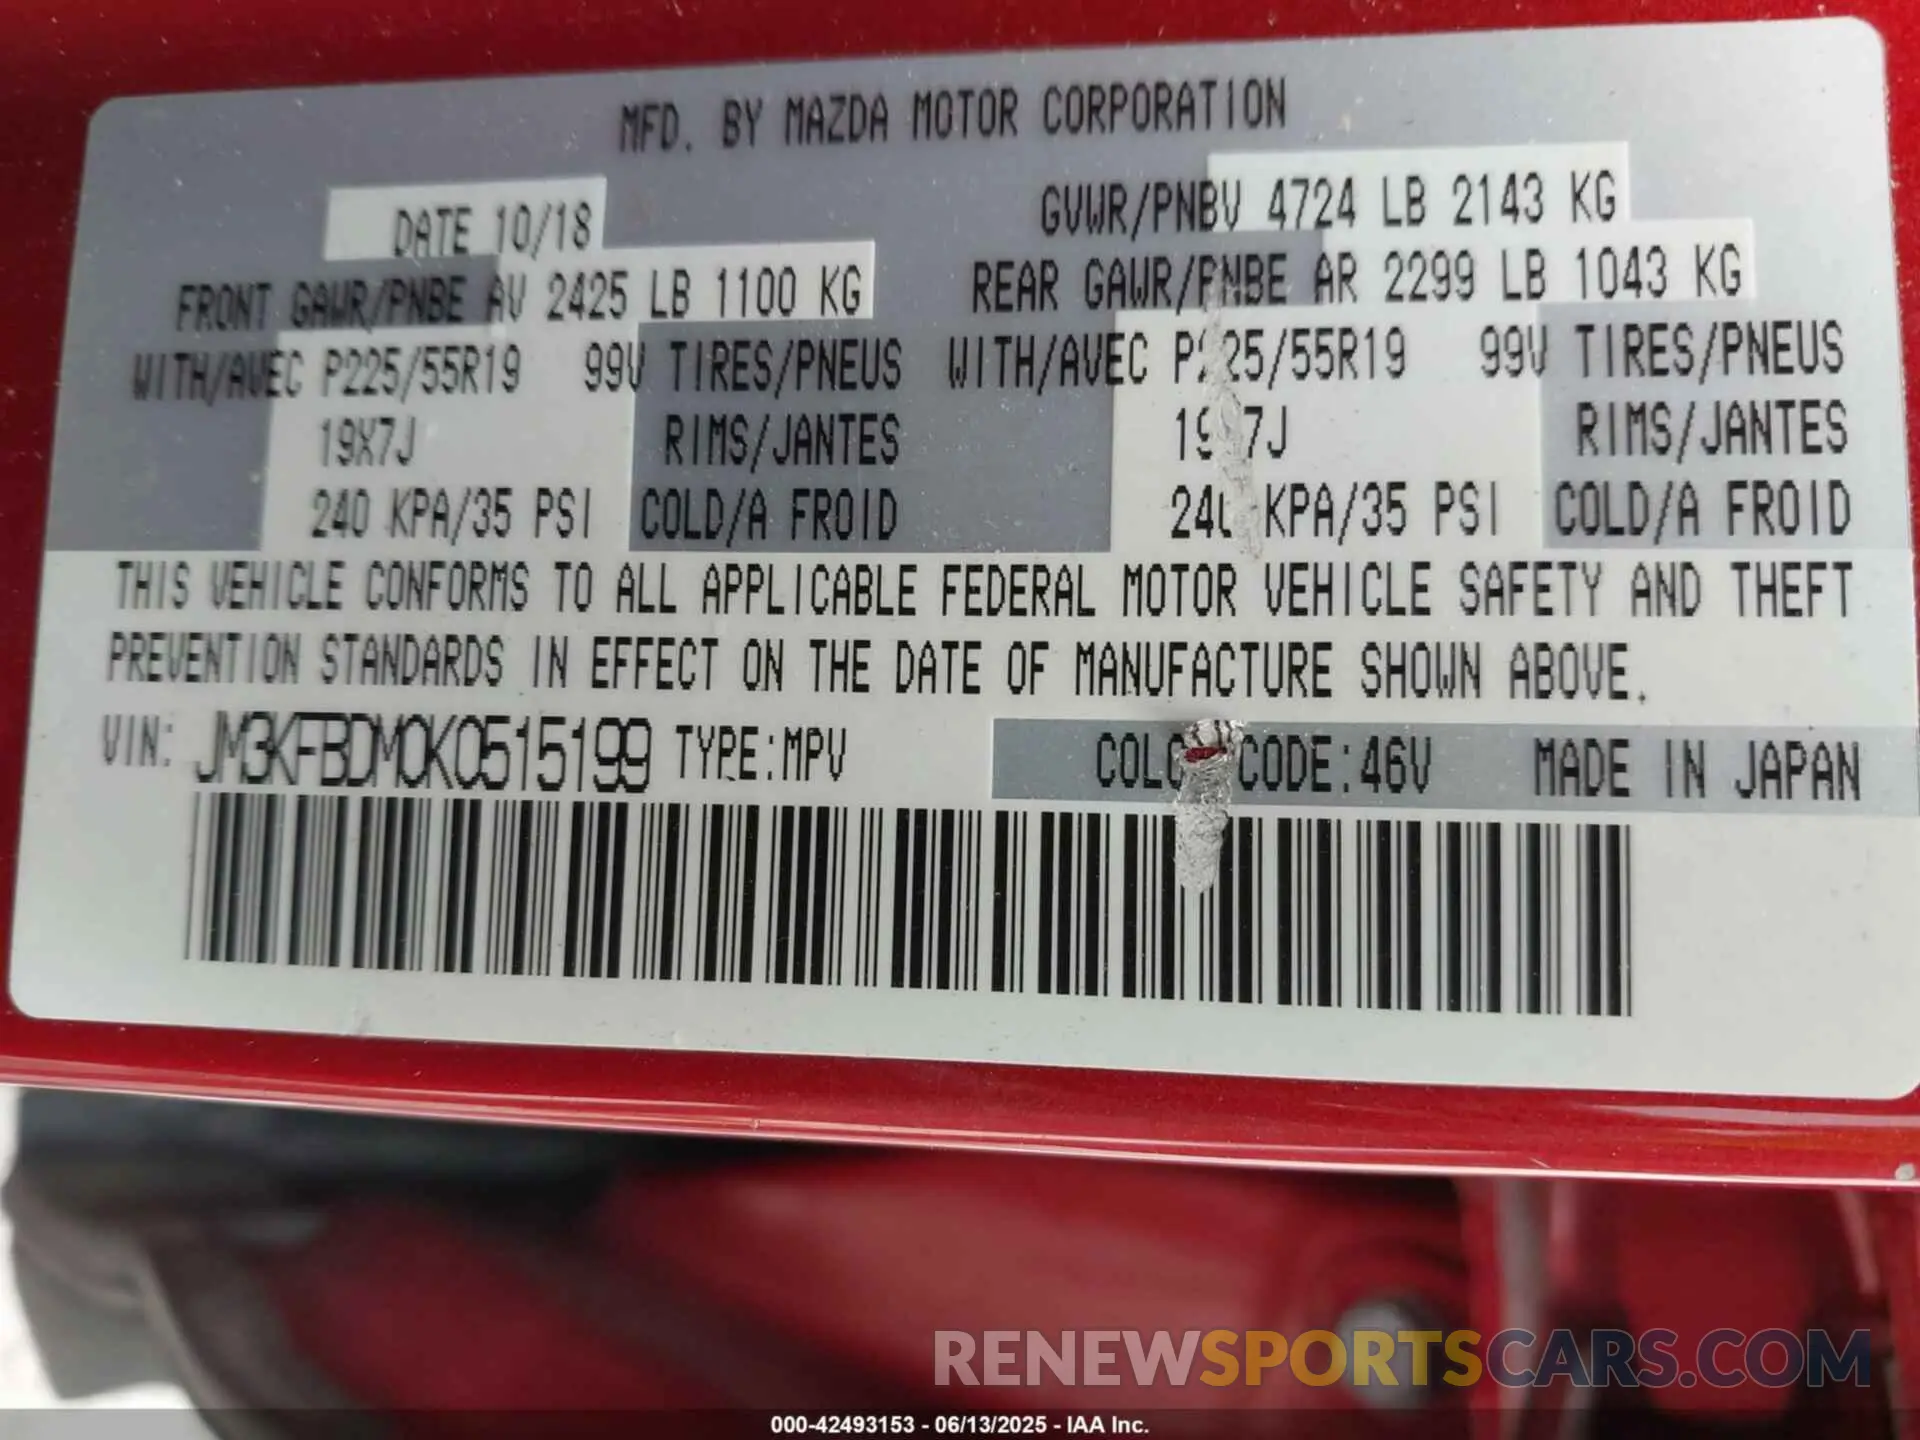 MFD. BY MAZDA MOTOR CORPORATION
DATE 10/18 GVWR/PNBV 4724 LB 2143 KG
FRONT GAWR/PNBE AV 2425 LB 1100 KG REAR GAWR/PNBE AR 2299 LB 1043 KG
WITH/AVEC P225/55R19 99V TIRES/PNEUS WITH/AVEC P225/55R19 99V TIRES/PNEUS
19X7J RIMS/JANTES 19X7J RIMS/JANTES
240 KPA/35 PSI COLD/A FROID 240 KPA/35 PSI COLD/A FROID
THIS VEHICLE CONFORMS TO ALL APPLICABLE FEDERAL MOTOR VEHICLE SAFETY AND THEFT
PREVENTION STANDARDS IN EFFECT ON THE DATE OF MANUFACTURE SHOWN ABOVE.
VIN: JM3KFBDM0K0515199 TYPE:MPV COLOR CODE:46V MADE IN JAPAN
RENEWSPORTSCARS.COM
000-42493153 - 06/13/2025 - IAA Inc.